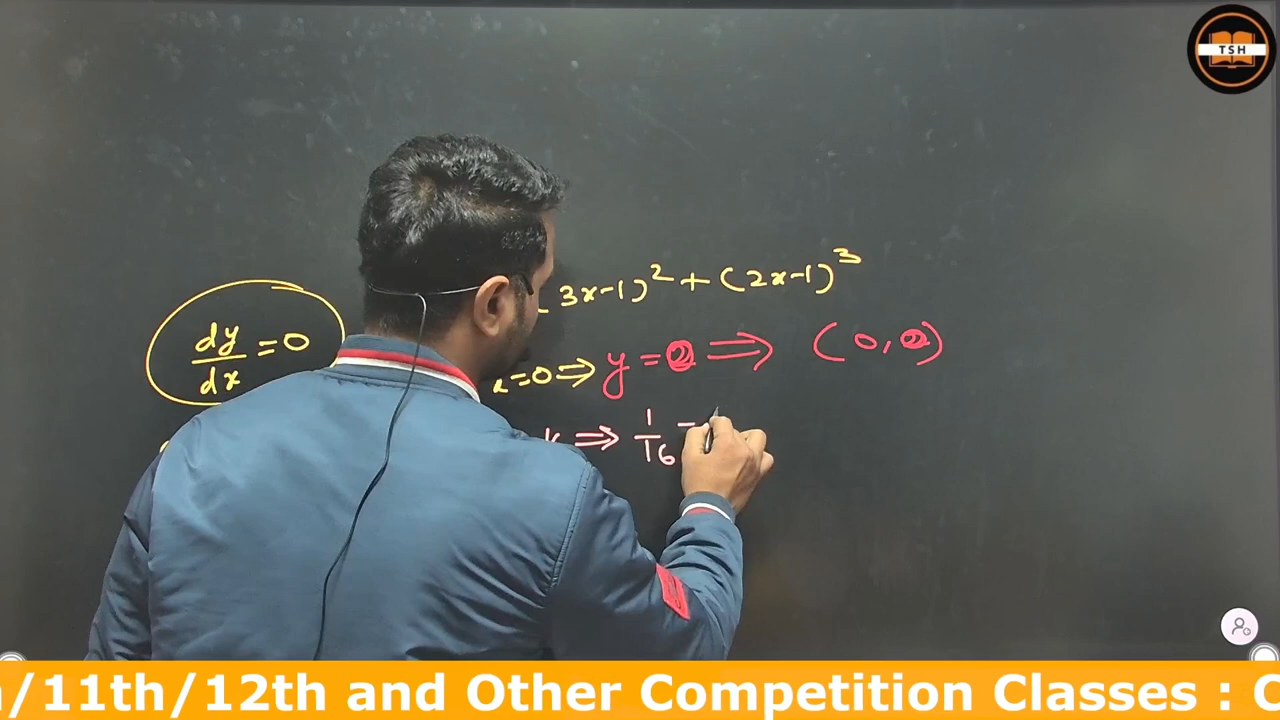 TSH
(3x-1)² + (2x-1)³
dy/dx = 0
x=0 ⇒ y = 2 ⇒ (0, 2)
⇒ 1/16 -
/11th/12th and Other Competition Classes : C